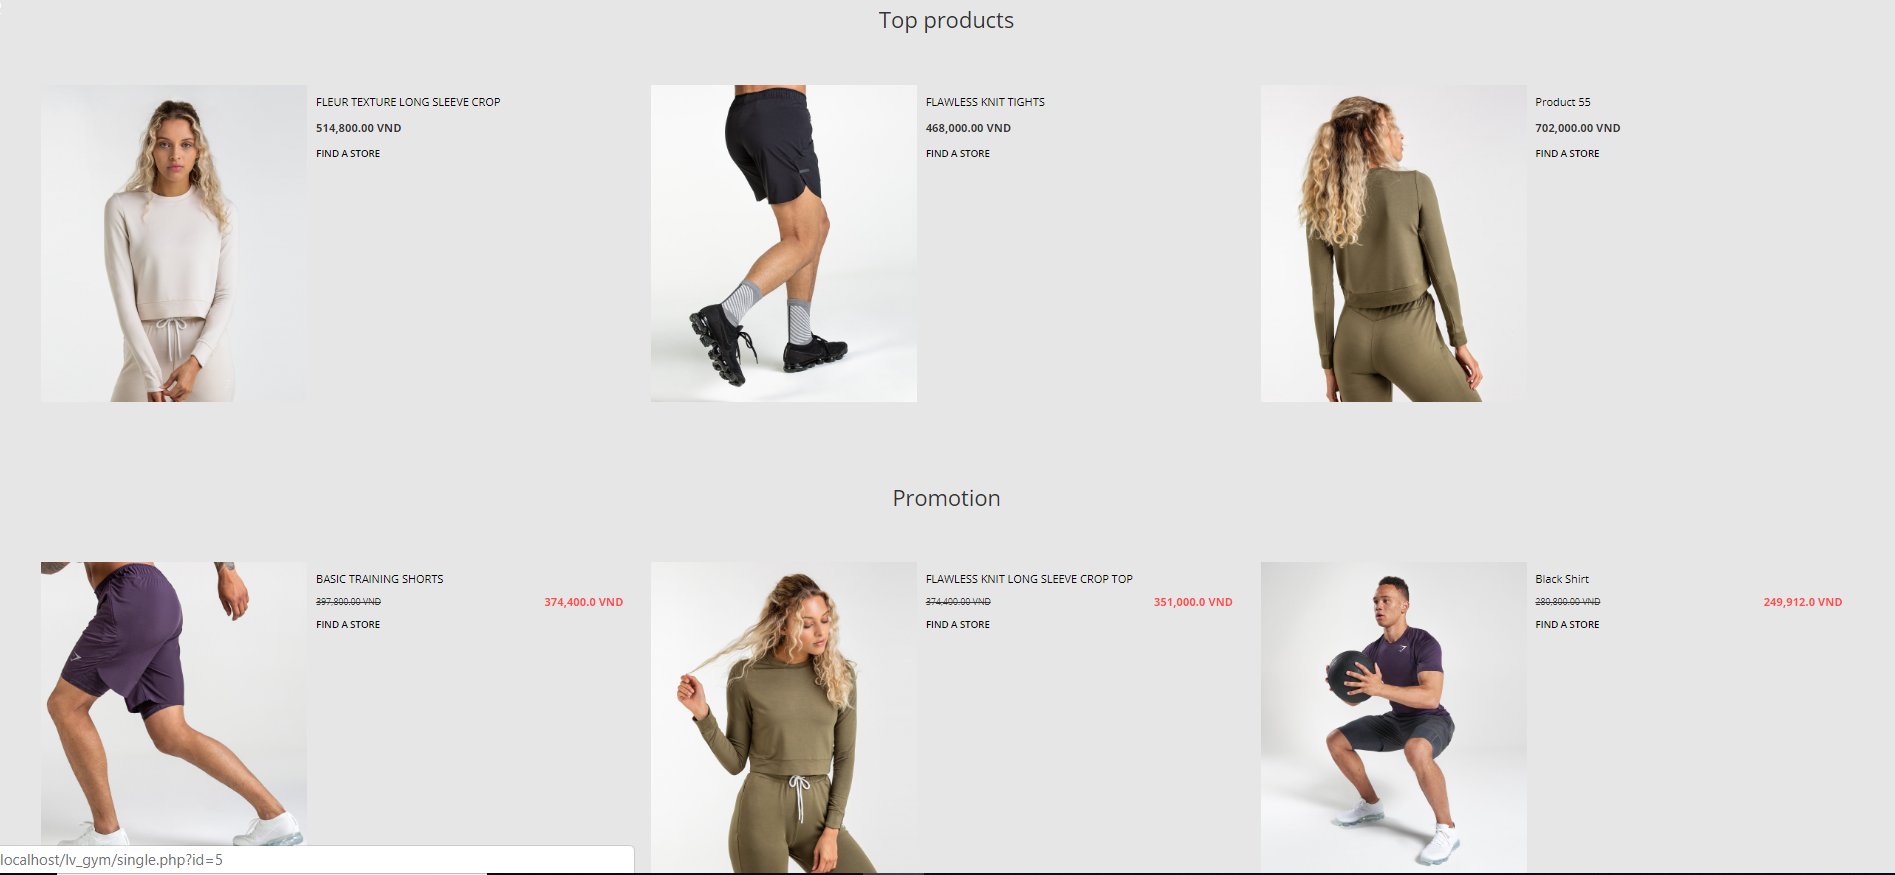 Top products
FLEUR TEXTURE LONG SLEEVE CROP
514,800.00 VND
FIND A STORE
FLAWLESS KNIT TIGHTS
468,000.00 VND
FIND A STORE
Product 55
702,000.00 VND
FIND A STORE
Promotion
BASIC TRAINING SHORTS
397,800.00 VND 374,400.0 VND
FIND A STORE
FLAWLESS KNIT LONG SLEEVE CROP TOP
374,400.00 VND 351,000.0 VND
FIND A STORE
Black Shirt
280,800.00 VND 249,912.0 VND
FIND A STORE
localhost/lv_gym/single.php?id=5